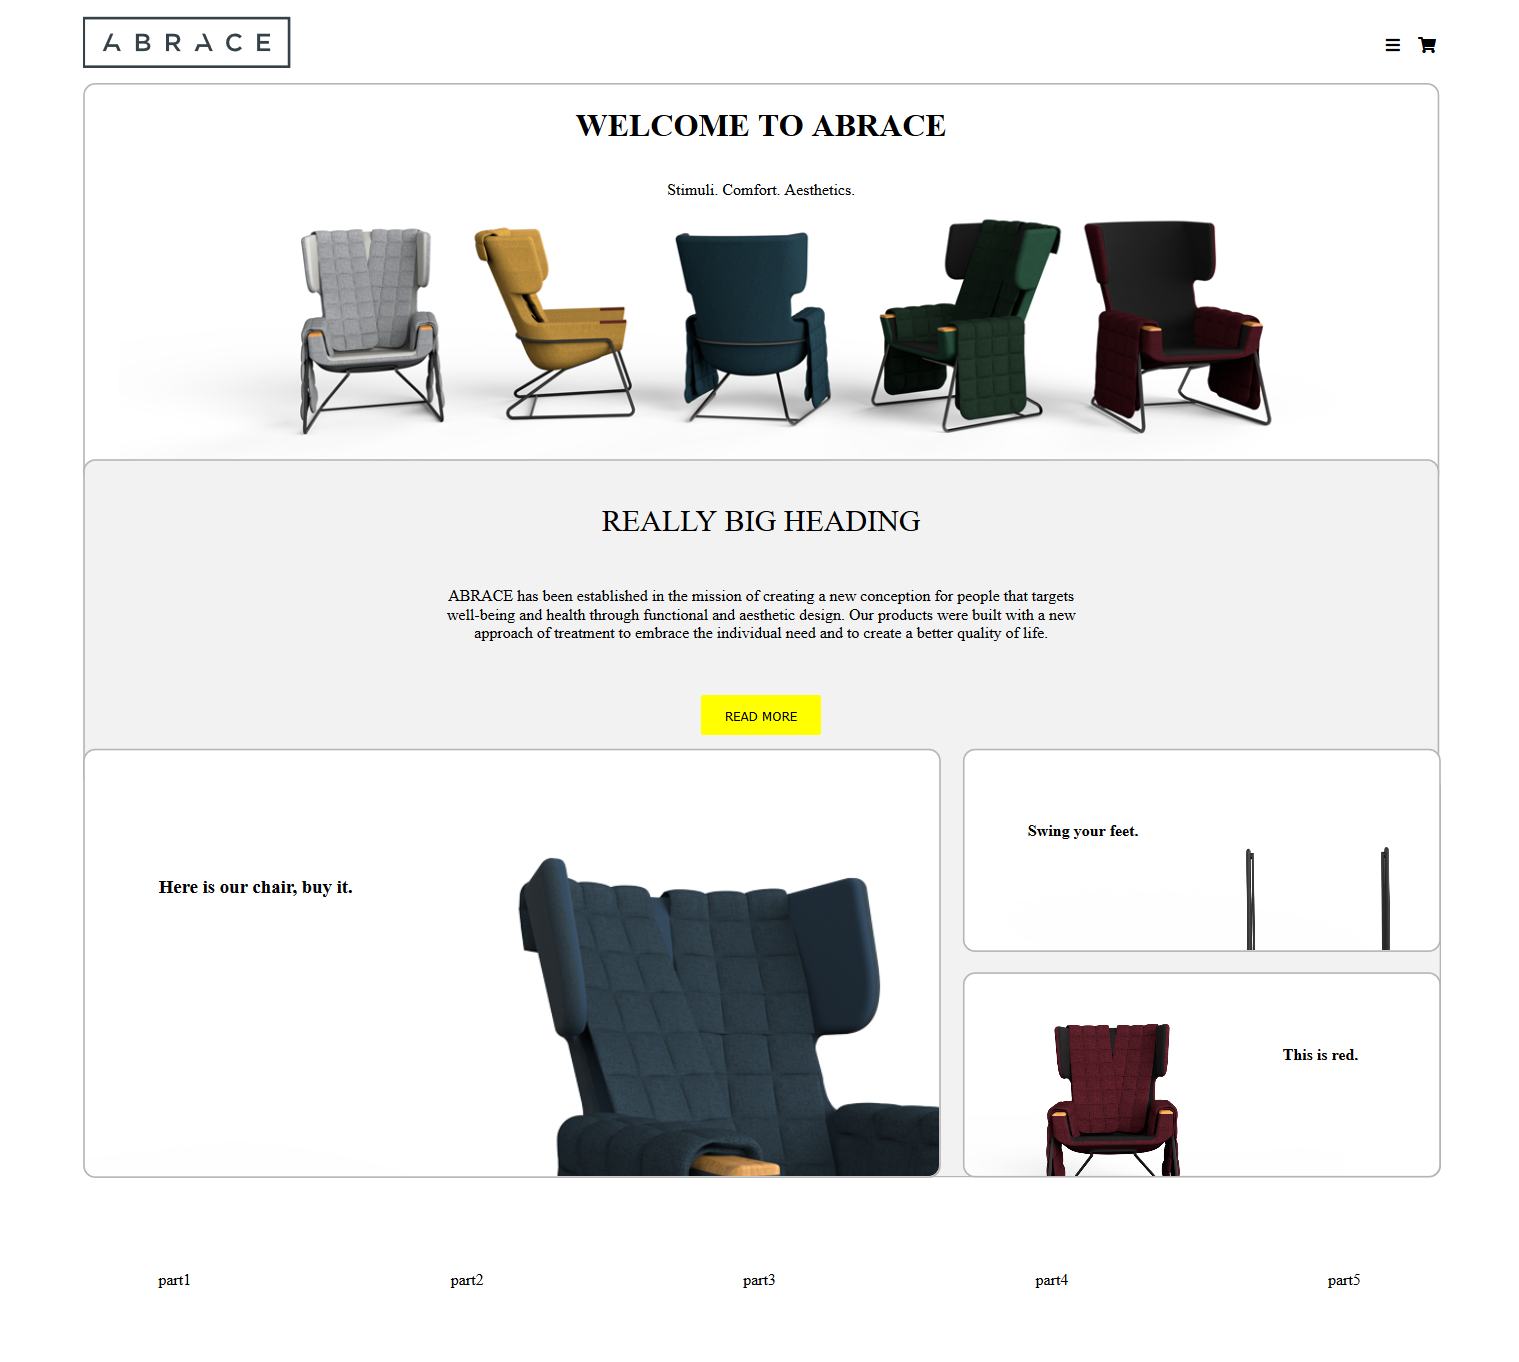 ABRACE
WELCOME TO ABRACE
Stimuli. Comfort. Aesthetics.
REALLY BIG HEADING
ABRACE has been established in the mission of creating a new conception for people that targets
well-being and health through functional and aesthetic design. Our products were built with a new
approach of treatment to embrace the individual need and to create a better quality of life.
READ MORE
Here is our chair, buy it.
Swing your feet.
This is red.
part1
part2
part3
part4
part5